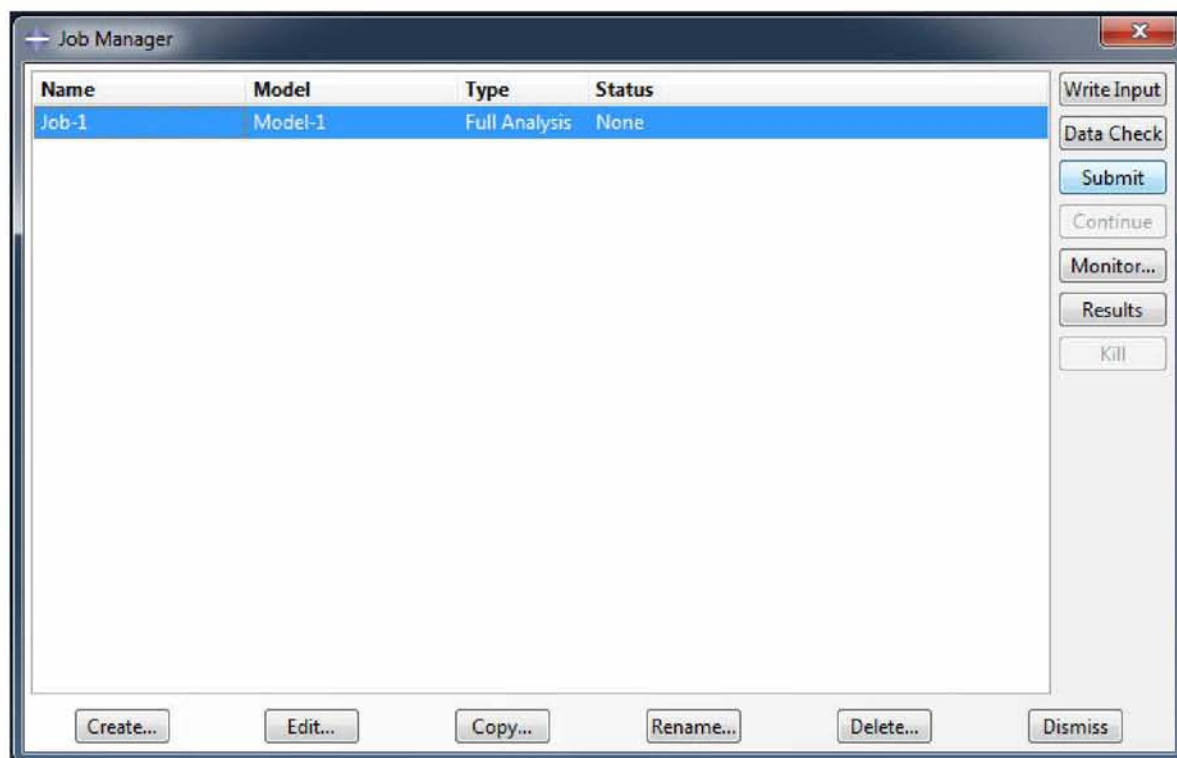 Job Manager
Name Model Type Status Write Input
Job-1 Model-1 Full Analysis None Data Check
Submit
Continue
Monitor...
Results
Kill
Create... Edit... Copy... Rename... Delete... Dismiss